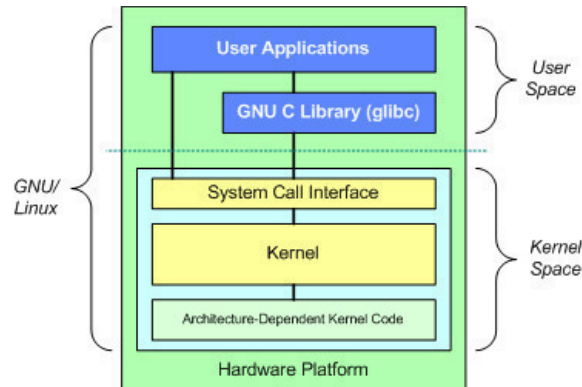 User Applications
GNU C Library (glibc)
User
Space
GNU/
Linux
System Call Interface
Kernel
Architecture-Dependent Kernel Code
Kernel
Space
Hardware Platform